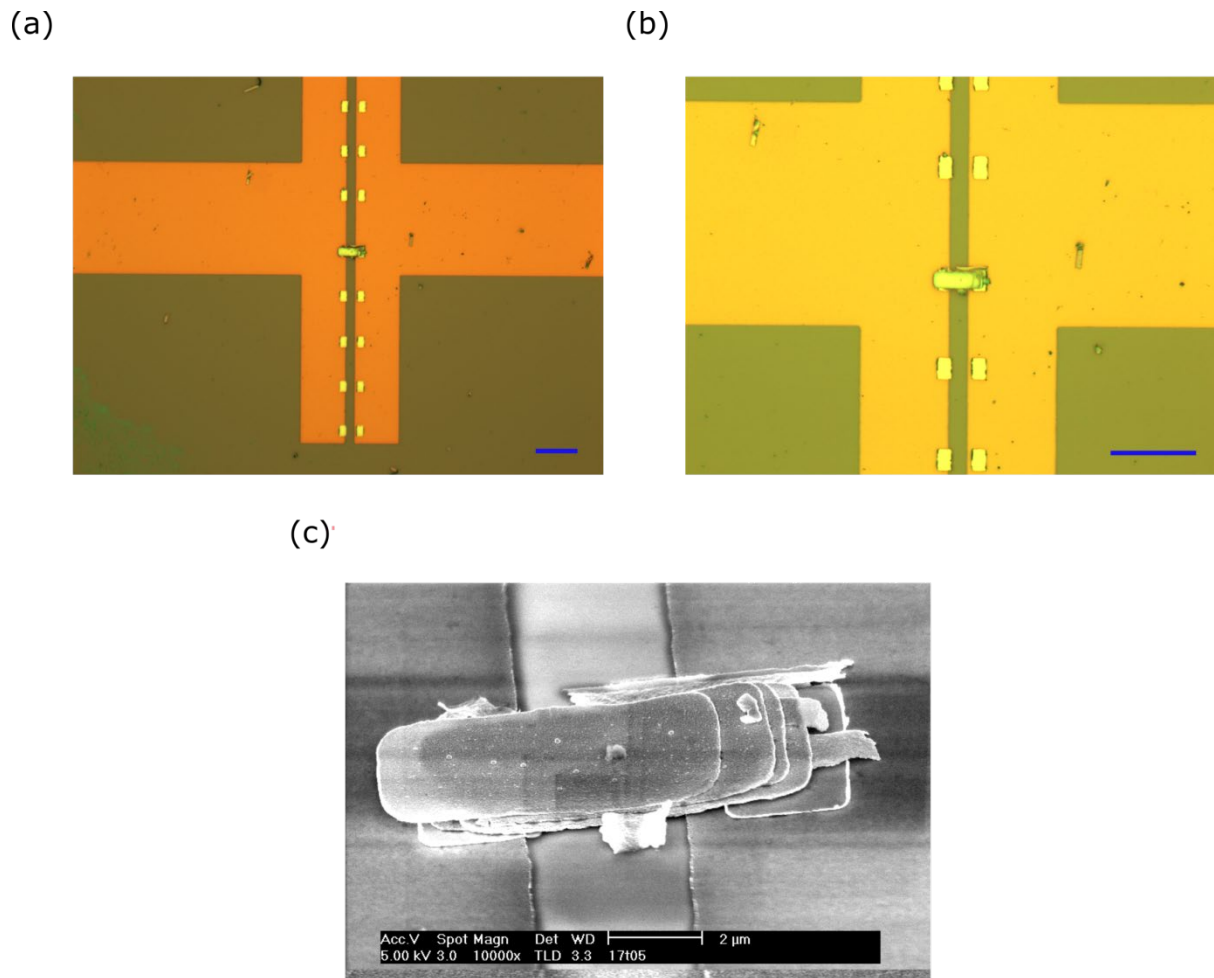 (a)
(b)
(c)
Acc.V Spot Magn Det WD 2 µm
5.00 kV 3.0 10000x TLD 3.3 17t05